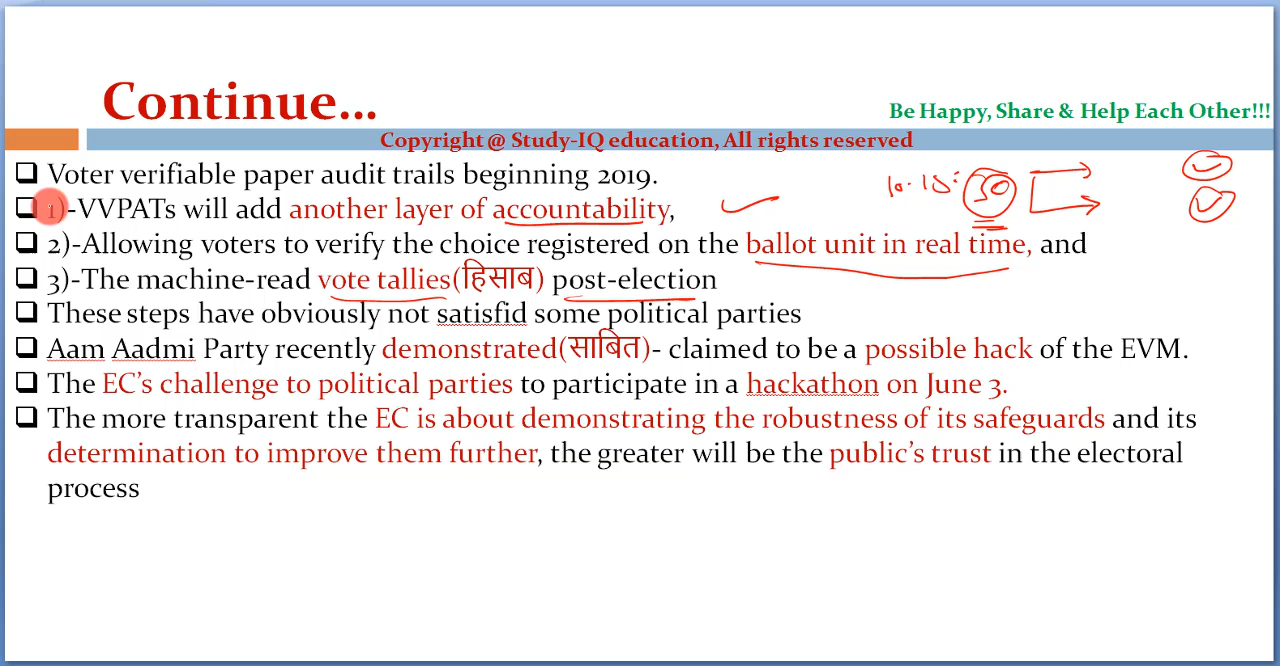 Continue...
Be Happy, Share & Help Each Other!!!
Copyright @ Study-IQ education, All rights reserved
Voter verifiable paper audit trails beginning 2019.
1)-VVPATs will add another layer of accountability,
2)-Allowing voters to verify the choice registered on the ballot unit in real time, and
3)-The machine-read vote tallies(हिसाब) post-election
These steps have obviously not satisfid some political parties
Aam Aadmi Party recently demonstrated(साबित)- claimed to be a possible hack of the EVM.
The EC's challenge to political parties to participate in a hackathon on June 3.
The more transparent the EC is about demonstrating the robustness of its safeguards and its
determination to improve them further, the greater will be the public's trust in the electoral
process